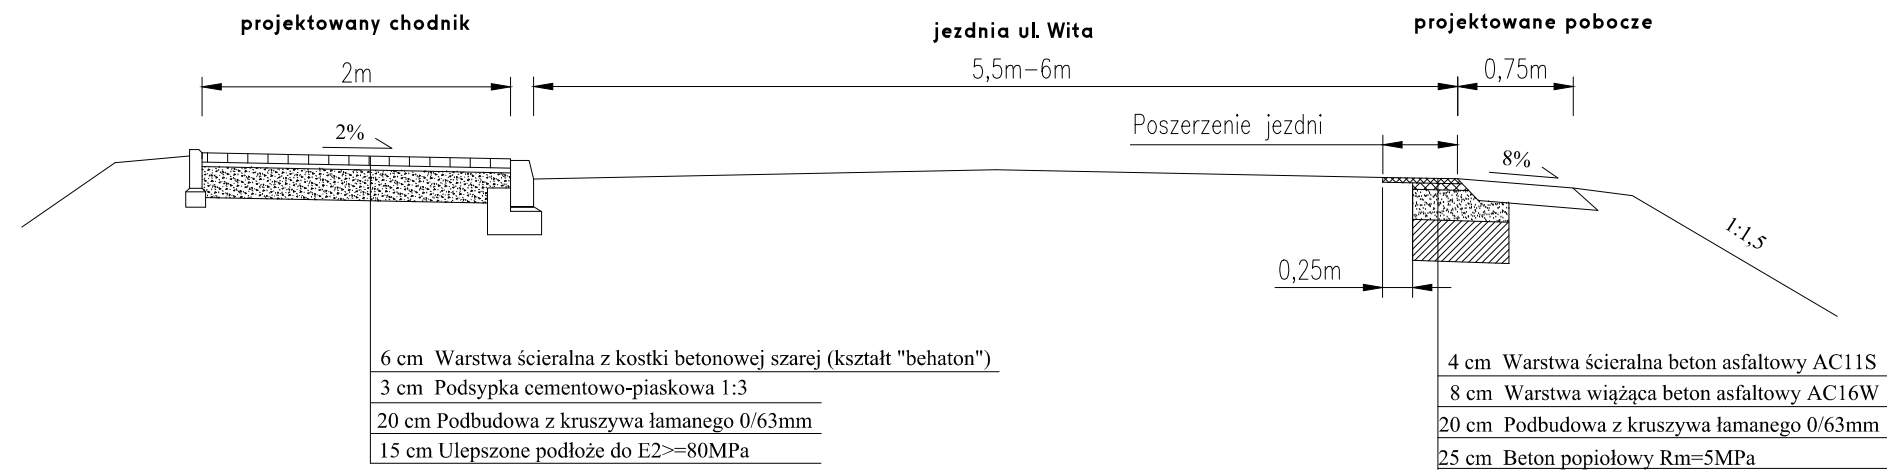 projektowany chodnik
jezdnia ul. Wita
projektowane pobocze
2m
5,5m-6m
0,75m
Poszerzenie jezdni
2%
8%
1:1,5
0,25m
6 cm Warstwa ścieralna z kostki betonowej szarej (kształt "behaton")
3 cm Podsypka cementowo-piaskowa 1:3
20 cm Podbudowa z kruszywa łamanego 0/63mm
15 cm Ulepszone podłoże do E2>=80MPa
4 cm Warstwa ścieralna beton asfaltowy AC11S
8 cm Warstwa wiążąca beton asfaltowy AC16W
20 cm Podbudowa z kruszywa łamanego 0/63mm
25 cm Beton popiołowy Rm=5MPa